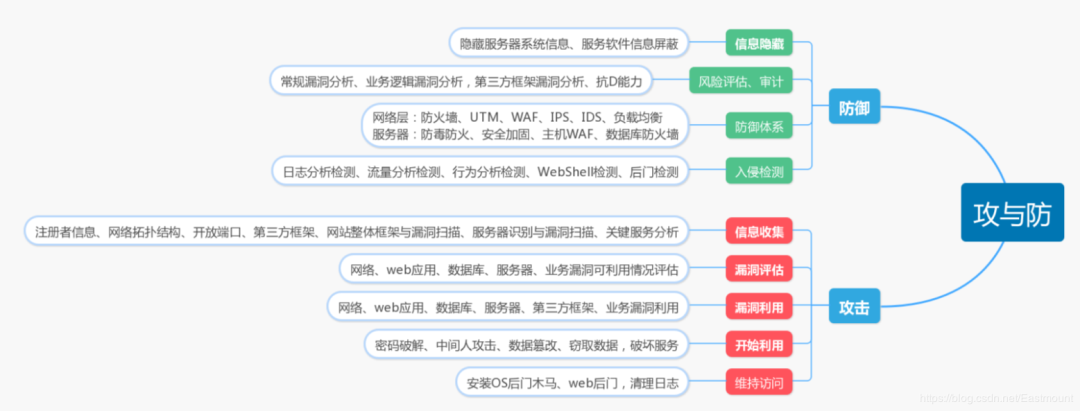 隐藏服务器系统信息、服务软件信息屏蔽
信息隐藏
常规漏洞分析、业务逻辑漏洞分析，第三方框架漏洞分析、抗D能力
风险评估、审计
防御
网络层：防火墙、UTM、WAF、IPS、IDS、负载均衡
服务器：防毒防火、安全加固、主机WAF、数据库防火墙
防御体系
日志分析检测、流量分析检测、行为分析检测、WebShell检测、后门检测
入侵检测
攻与防
注册者信息、网络拓扑结构、开放端口、第三方框架、网站整体框架与漏洞扫描、服务器识别与漏洞扫描、关键服务分析
信息收集
网络、web应用、数据库、服务器、业务漏洞可利用情况评估
漏洞评估
网络、web应用、数据库、服务器、第三方框架、业务漏洞利用
漏洞利用
攻击
密码破解、中间人攻击、数据篡改、窃取数据，破坏服务
开始利用
安装OS后门木马、web后门，清理日志
维持访问
https://blog.csdn.net/Eastmount